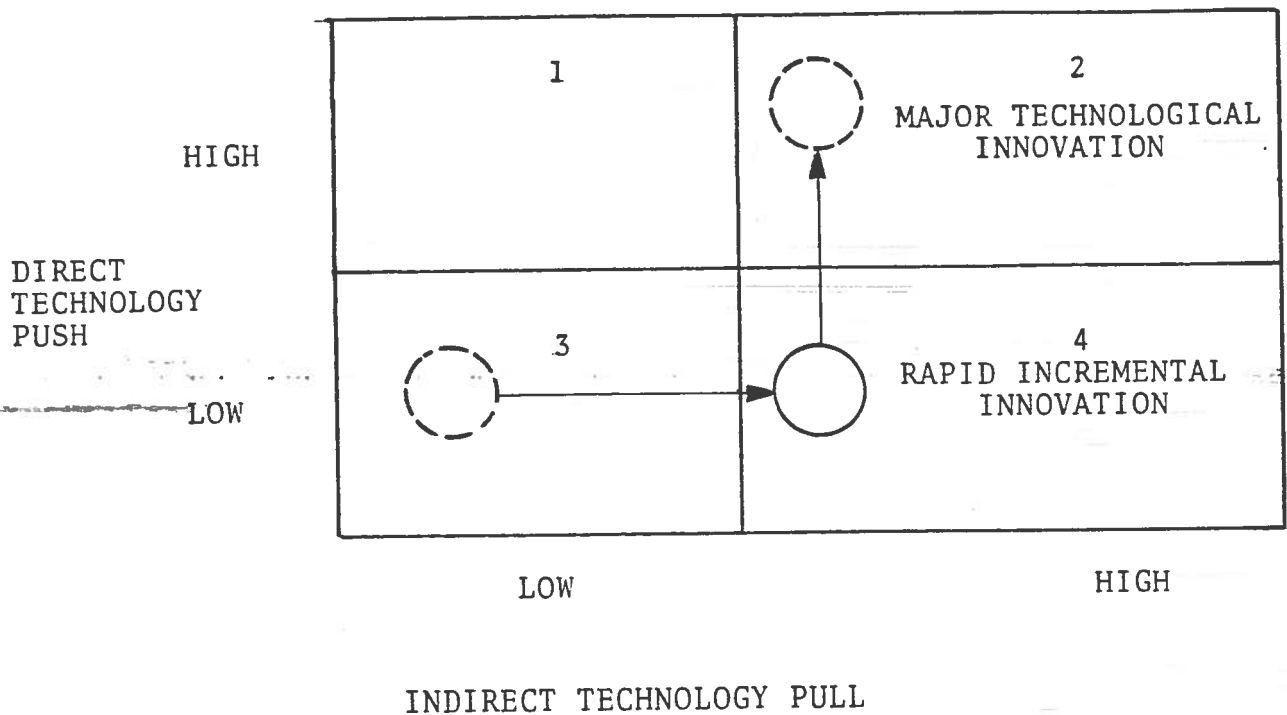 1
2
MAJOR TECHNOLOGICAL
INNOVATION
HIGH
DIRECT
TECHNOLOGY
PUSH
3
4
RAPID INCREMENTAL
INNOVATION
LOW
LOW
HIGH
INDIRECT TECHNOLOGY PULL